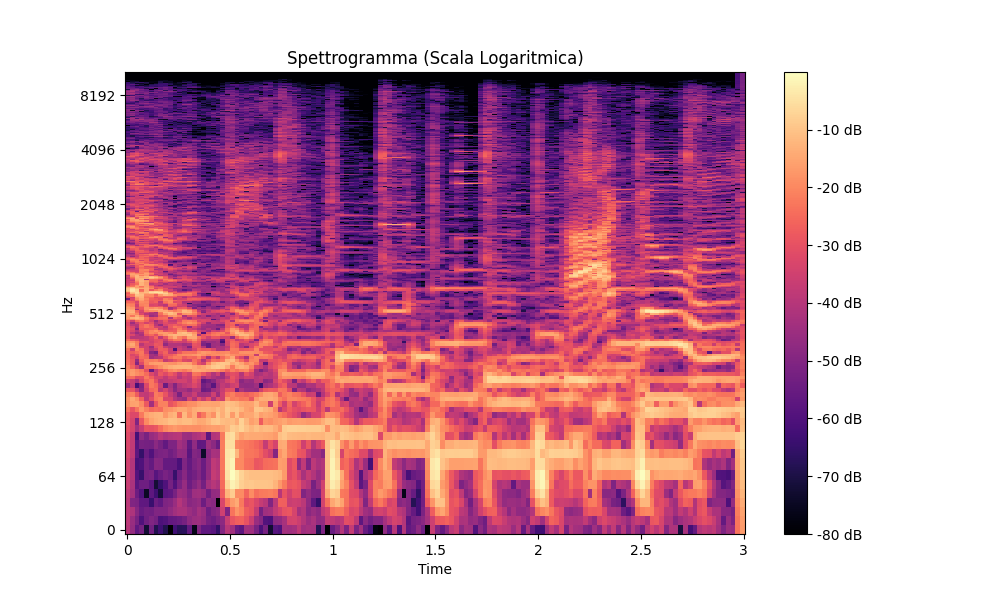 Spettrogramma (Scala Logaritmica)
8192
4096
2048
1024
512
256
128
64
0
Hz
0
0.5
1
1.5
2
2.5
3
Time
-10 dB
-20 dB
-30 dB
-40 dB
-50 dB
-60 dB
-70 dB
-80 dB